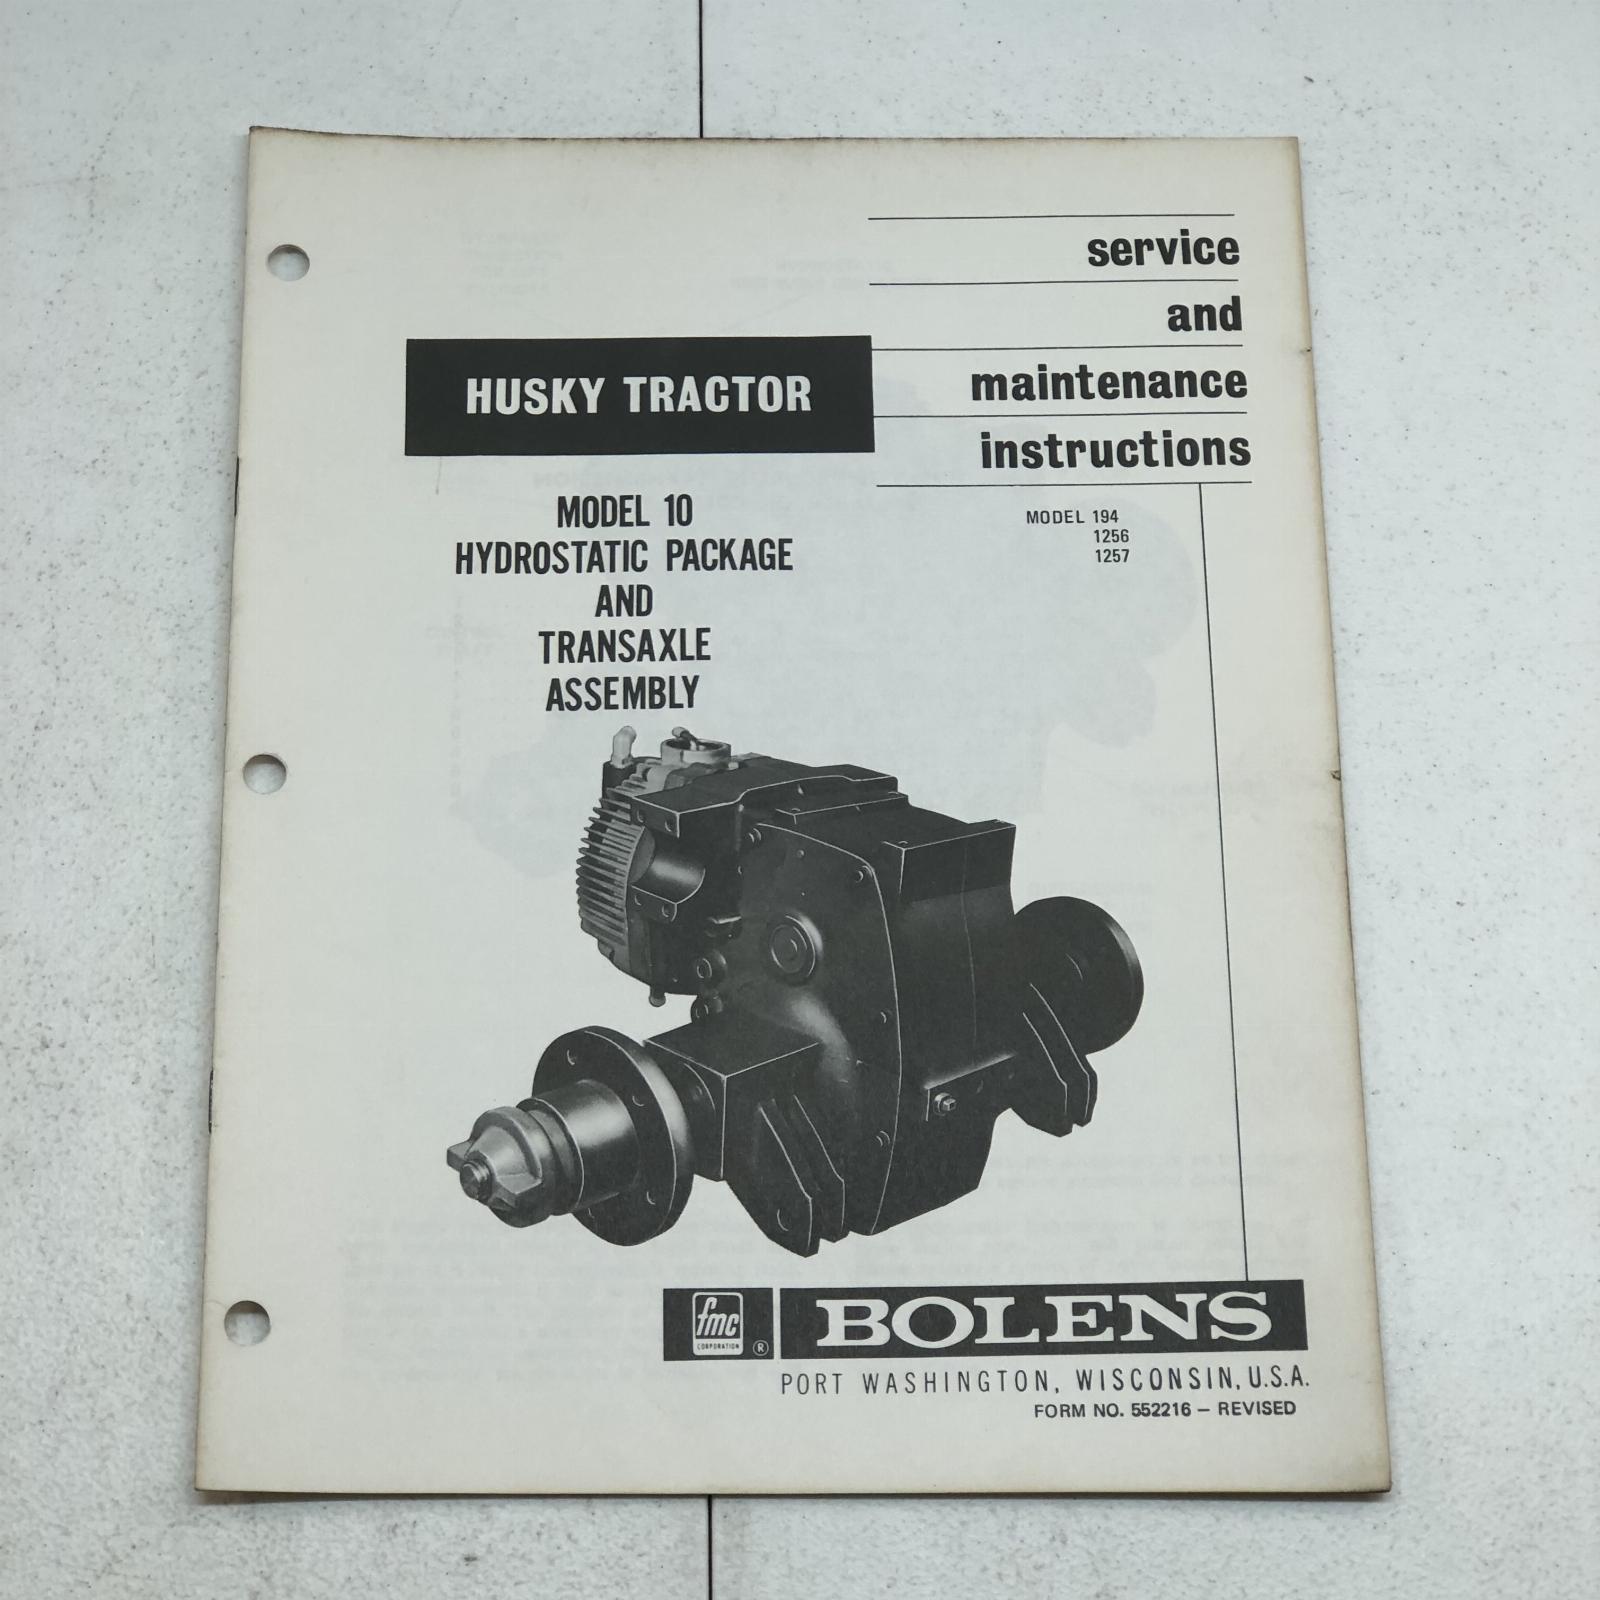 service
and
maintenance
instructions
HUSKY TRACTOR
MODEL 10
HYDROSTATIC PACKAGE
AND
TRANSAXLE
ASSEMBLY
MODEL 194
1256
1257
fmc
CORPORATION
®
BOLENS
PORT WASHINGTON, WISCONSIN, U.S.A.
FORM NO. 552216 – REVISED